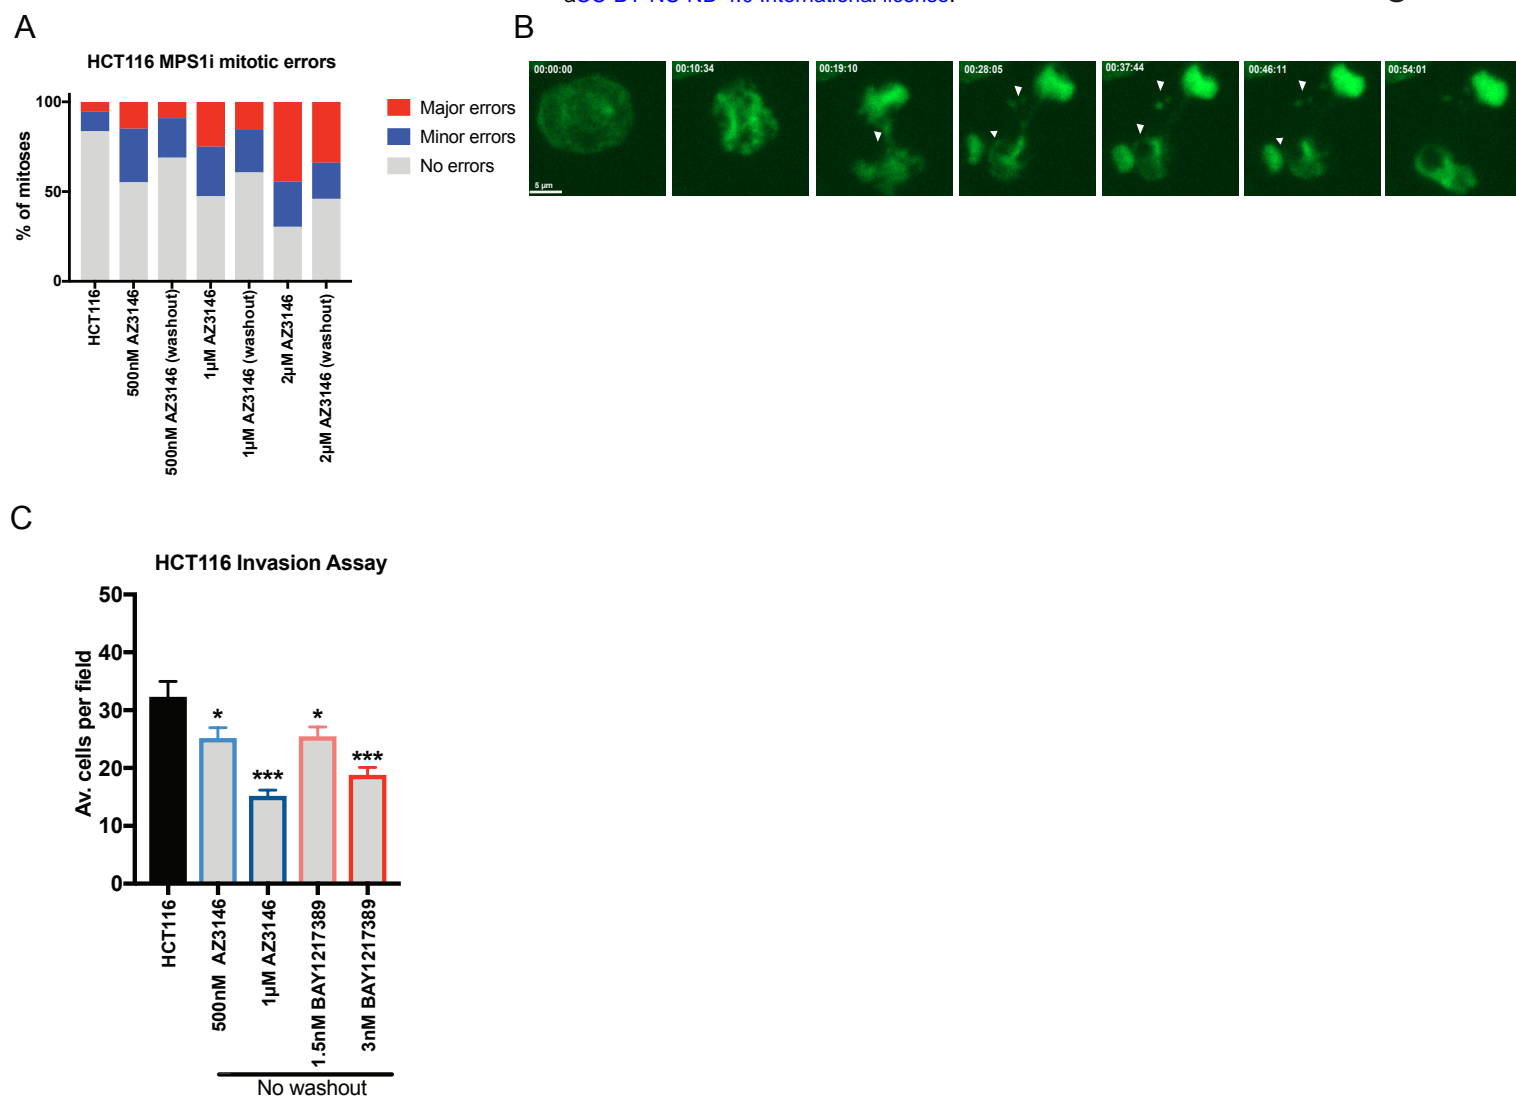 A
HCT116 MPS1i mitotic errors
% of mitoses
100
50
0
Major errors
Minor errors
No errors
HCT116
500nM AZ3146
500nM AZ3146 (washout)
1µM AZ3146
1µM AZ3146 (washout)
2µM AZ3146
2µM AZ3146 (washout)
B
00:00:00
00:10:34
00:19:10
00:28:05
00:37:44
00:46:11
00:54:01
5 µm
C
HCT116 Invasion Assay
Av. cells per field
50
40
30
20
10
0
*
***
*
***
HCT116
500nM AZ3146
1µM AZ3146
1.5nM BAY1217389
3nM BAY1217389
No washout